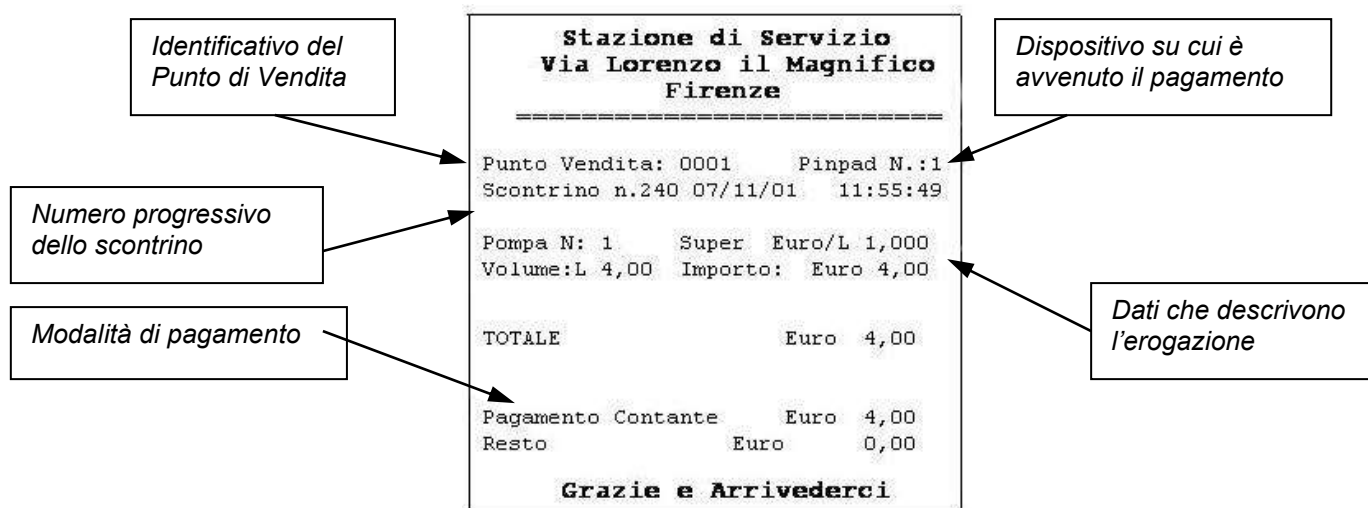 Identificativo del
Punto di Vendita
Numero progressivo
dello scontrino
Modalità di pagamento
Stazione di Servizio
Via Lorenzo il Magnifico
Firenze
==========================
Punto Vendita: 0001 Pinpad N.:1
Scontrino n.240 07/11/01 11:55:49
Pompa N: 1 Super Euro/L 1,000
Volume:L 4,00 Importo: Euro 4,00
TOTALE Euro 4,00
Pagamento Contante Euro 4,00
Resto Euro 0,00
Grazie e Arrivederci
Dispositivo su cui è
avvenuto il pagamento
Dati che descrivono
l’erogazione